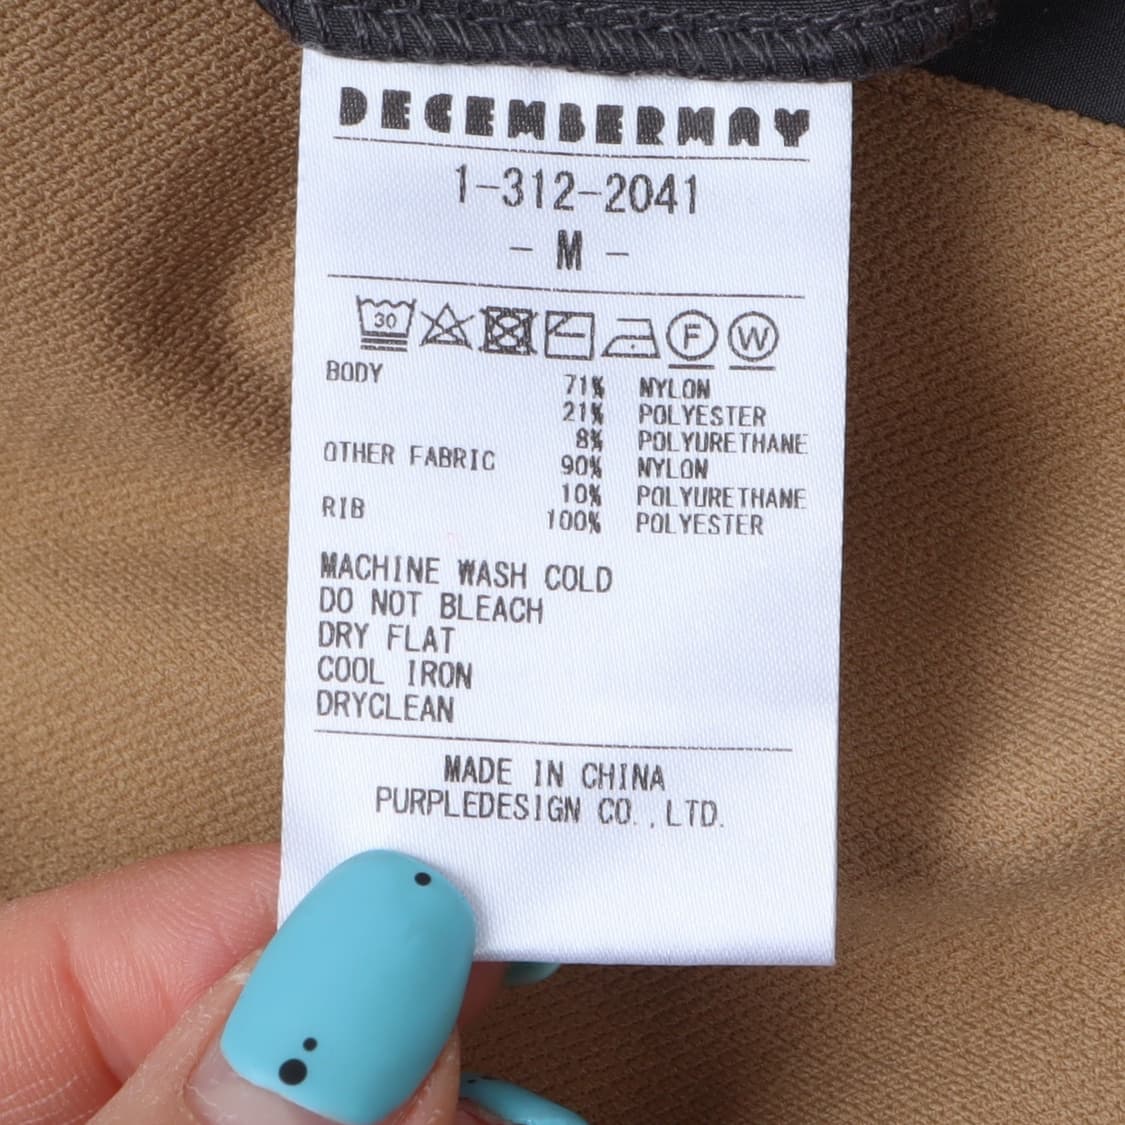 DECEMBERMAY
1-312-2041
- M -
30 F W
BODY 71% NYLON
21% POLYESTER
8% POLYURETHANE
OTHER FABRIC 90% NYLON
10% POLYURETHANE
RIB 100% POLYESTER
MACHINE WASH COLD
DO NOT BLEACH
DRY FLAT
COOL IRON
DRYCLEAN
MADE IN CHINA
PURPLEDESIGN CO.,LTD.